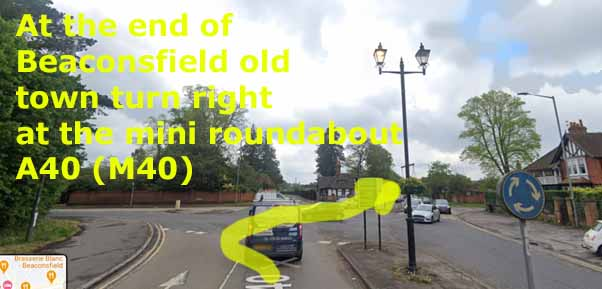 At the end of
Beaconsfield old
town turn right
at the mini roundabout
A40 (M40)
Brasserie Blanc
- Beaconsfield